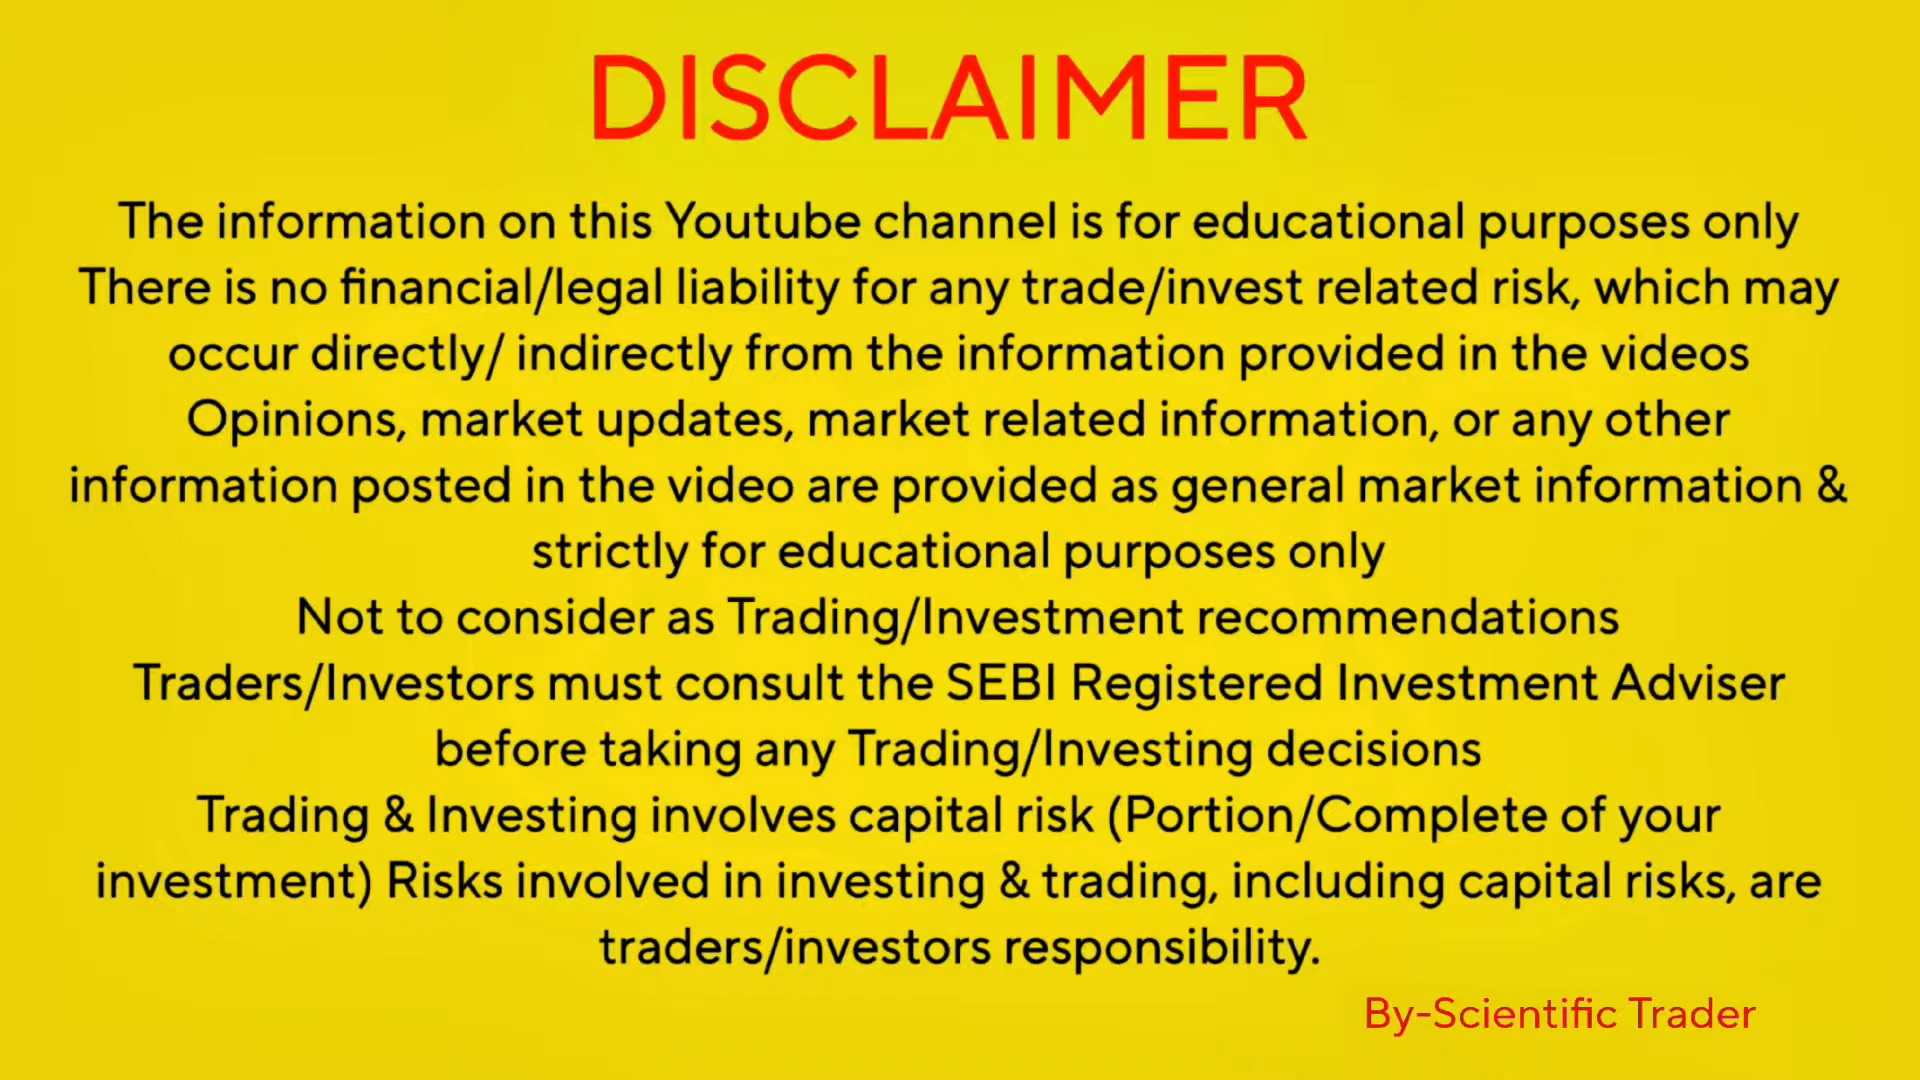 DISCLAIMER
The information on this Youtube channel is for educational purposes only
There is no financial/legal liability for any trade/invest related risk, which may
occur directly/ indirectly from the information provided in the videos
Opinions, market updates, market related information, or any other
information posted in the video are provided as general market information &
strictly for educational purposes only
Not to consider as Trading/Investment recommendations
Traders/Investors must consult the SEBI Registered Investment Adviser
before taking any Trading/Investing decisions
Trading & Investing involves capital risk (Portion/Complete of your
investment) Risks involved in investing & trading, including capital risks, are
traders/investors responsibility.
By-Scientific Trader